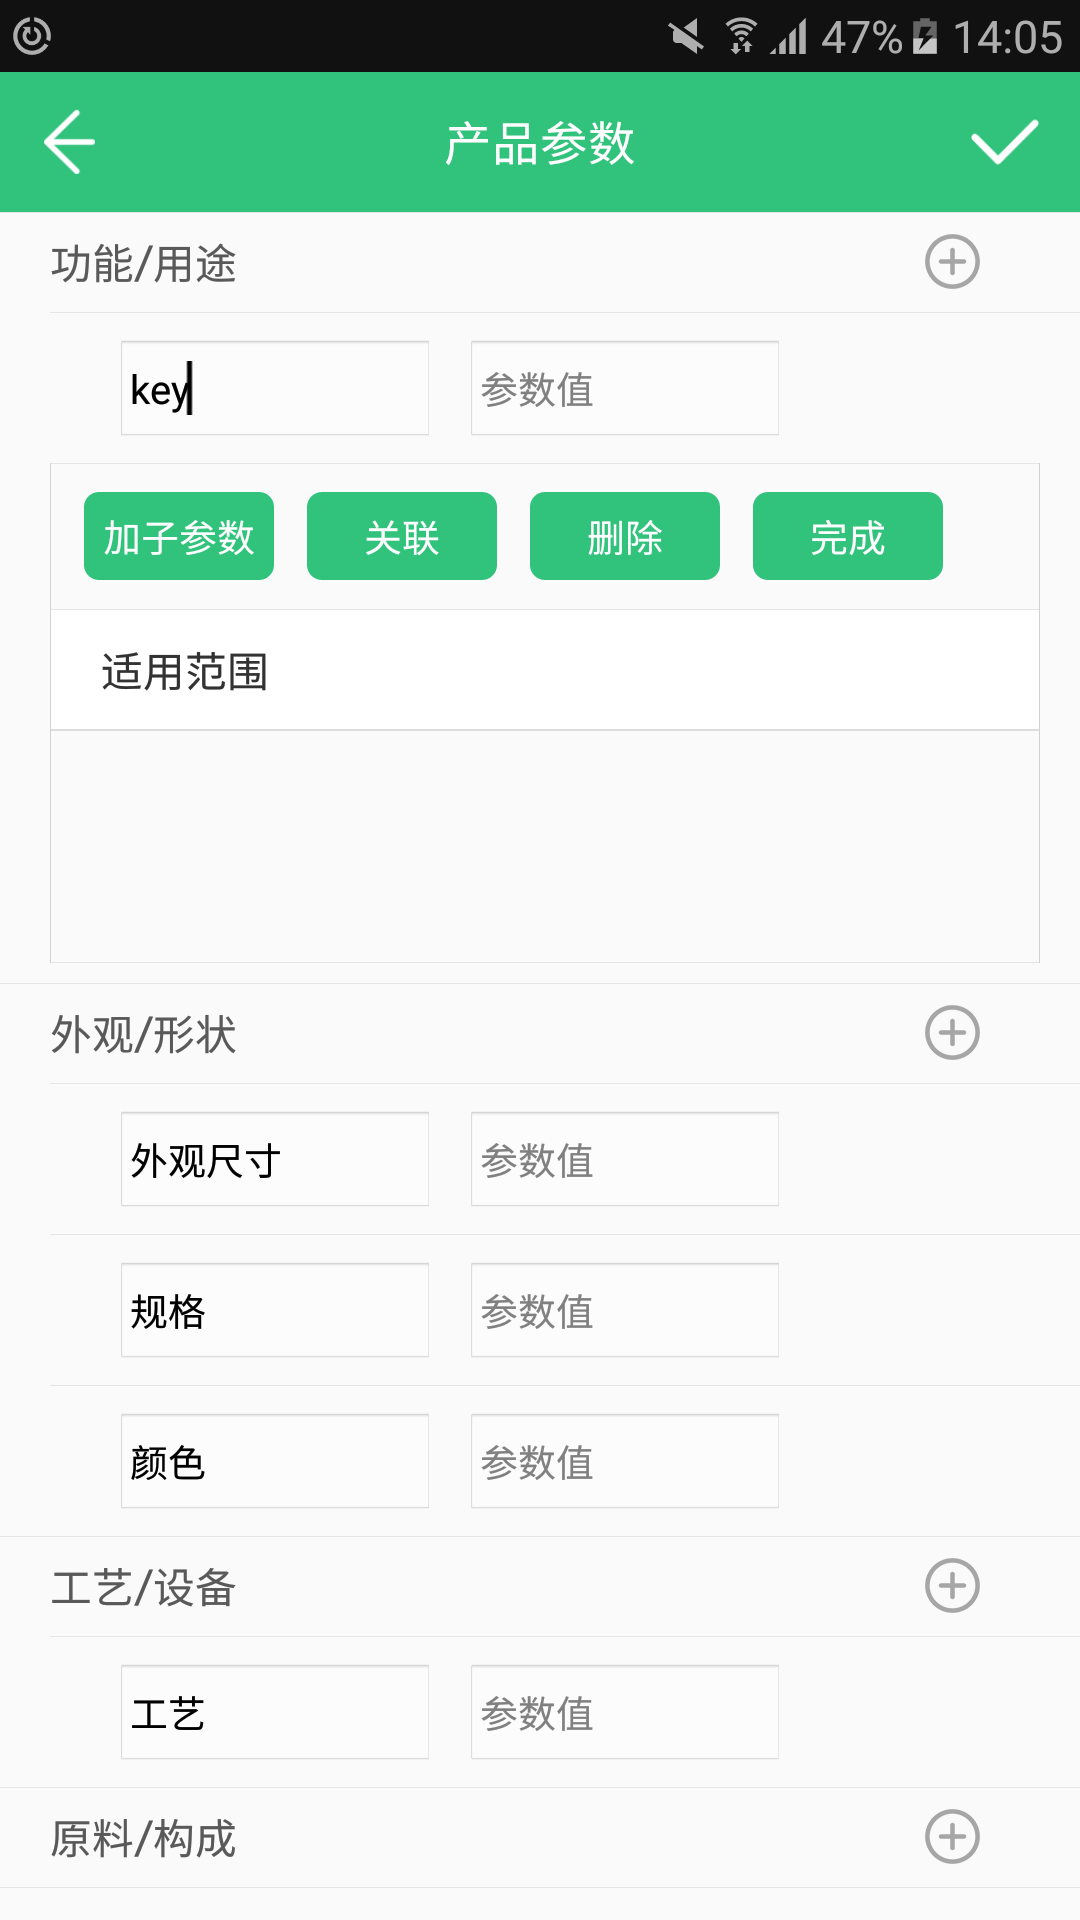 47% 14:05
产品参数
功能/用途
key 参数值
加子参数 关联 删除 完成
适用范围
外观/形状
外观尺寸 参数值
规格 参数值
颜色 参数值
工艺/设备
工艺 参数值
原料/构成